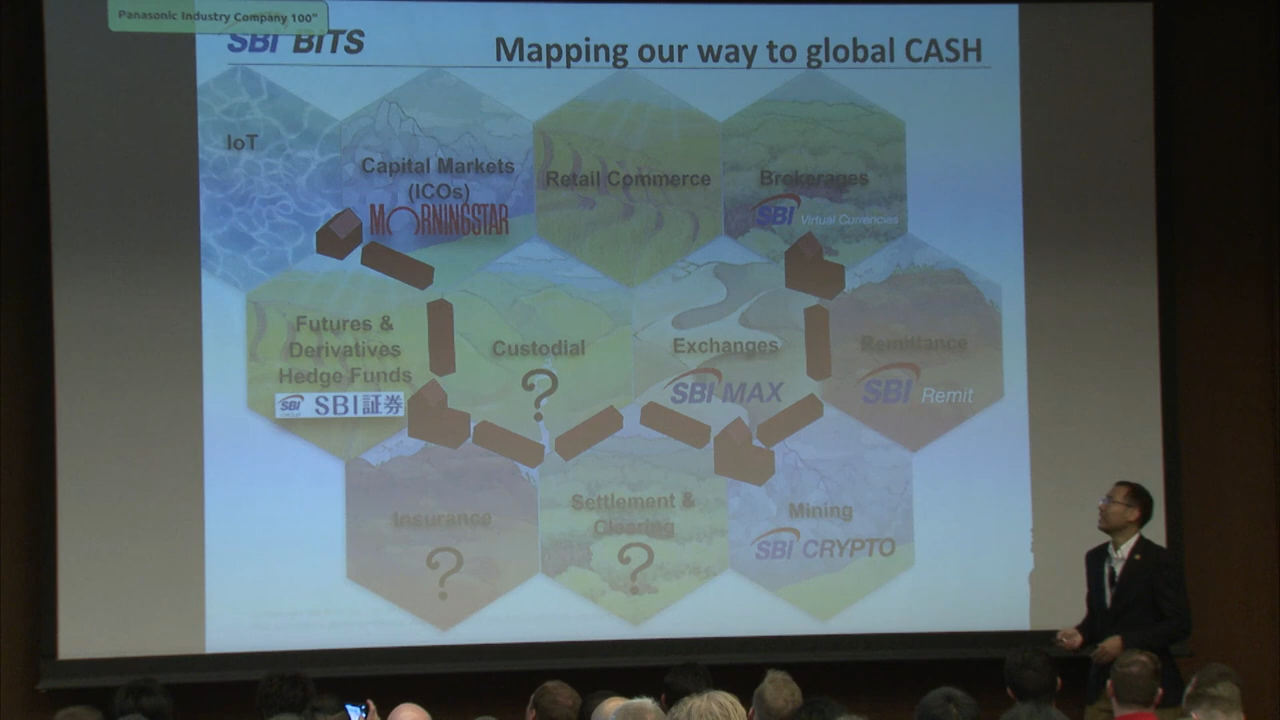 Panasonic Industry Company 100"
SBI BITS
Mapping our way to global CASH
IoT
Capital Markets
(ICOs)
MORNINGSTAR
Retail Commerce
Brokerages
SBI Virtual Currencies
Futures &
Derivatives
Hedge Funds
SBI SBI証券
Custodial
?
Exchanges
SBI MAX
Remittance
SBI Remit
Insurance
?
Settlement &
Clearing
?
Mining
SBI CRYPTO